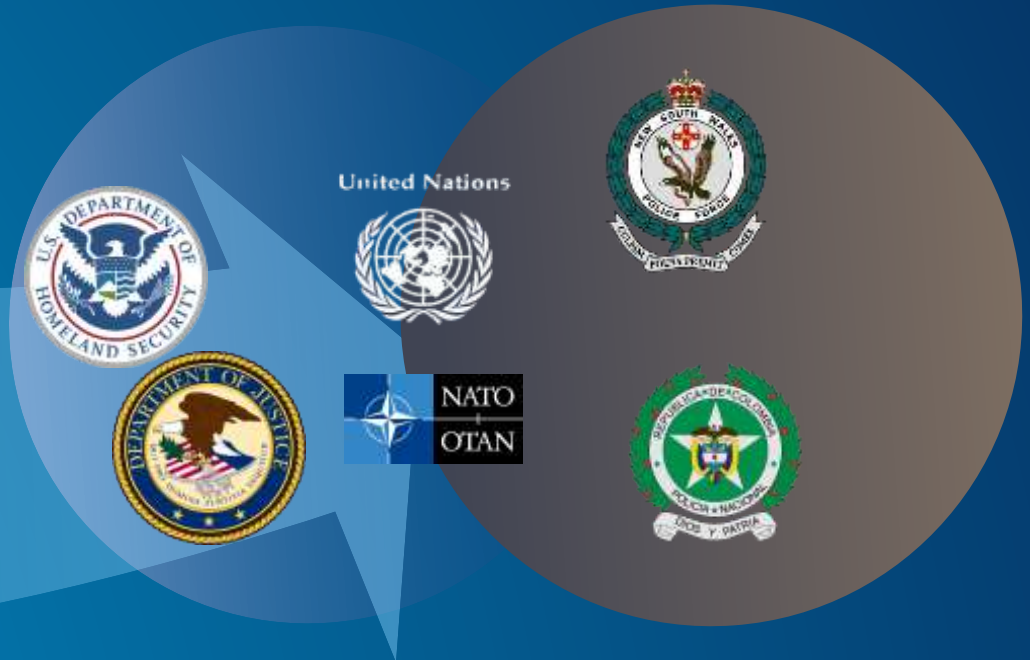 U.S. DEPARTMENT OF
HOMELAND SECURITY
United Nations
NEW SOUTH WALES
POLICE FORCE
DEPARTMENT OF JUSTICE
NATO
OTAN
REPUBLICA DE COLOMBIA
POLICIA NACIONAL
DIOS Y PATRIA